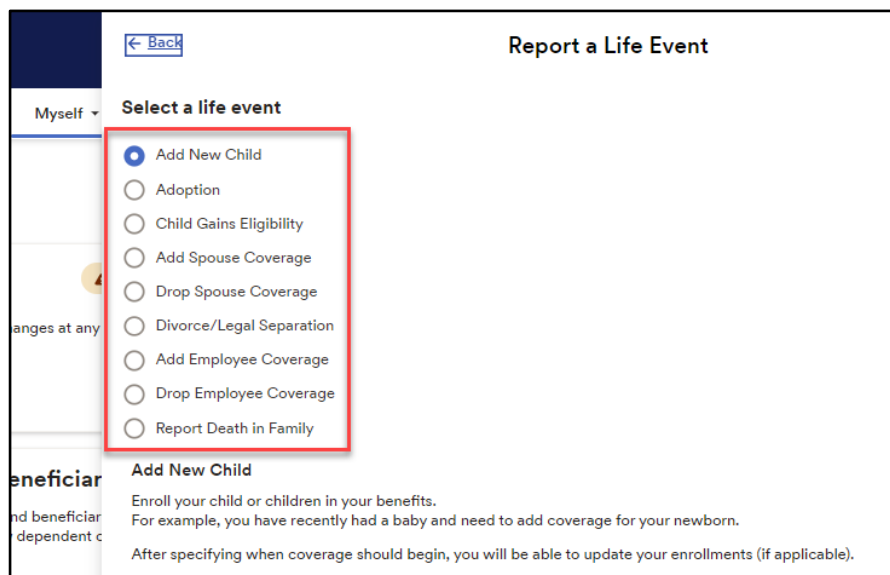 ← Back
Report a Life Event
Myself
Select a life event
Add New Child
Adoption
Child Gains Eligibility
Add Spouse Coverage
Drop Spouse Coverage
anges at any
Divorce/Legal Separation
Add Employee Coverage
Drop Employee Coverage
Report Death in Family
Add New Child
eneficiar
Enroll your child or children in your benefits.
nd beneficiar
For example, you have recently had a baby and need to add coverage for your newborn.
dependent
After specifying when coverage should begin, you will be able to update your enrollments (if applicable).